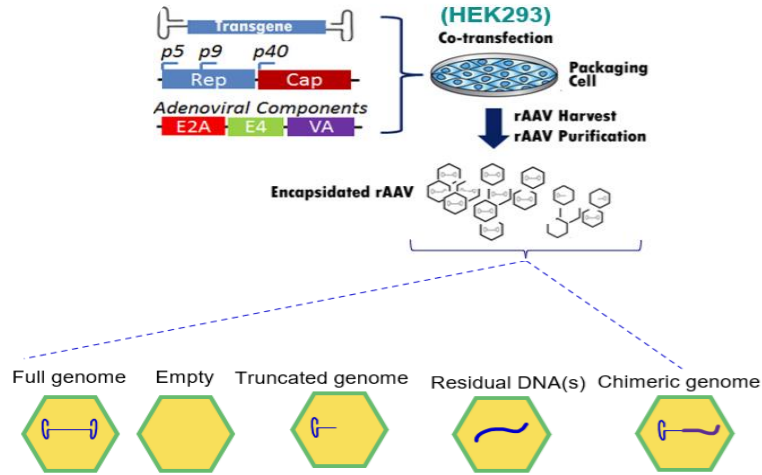 (HEK293)
Transgene
Co-transfection
p5 p9 p40
Rep Cap
Packaging
Cell
Adenoviral Components
E2A E4 VA
rAAV Harvest
rAAV Purification
Encapsidated rAAV
Full genome Empty Truncated genome Residual DNA(s) Chimeric genome